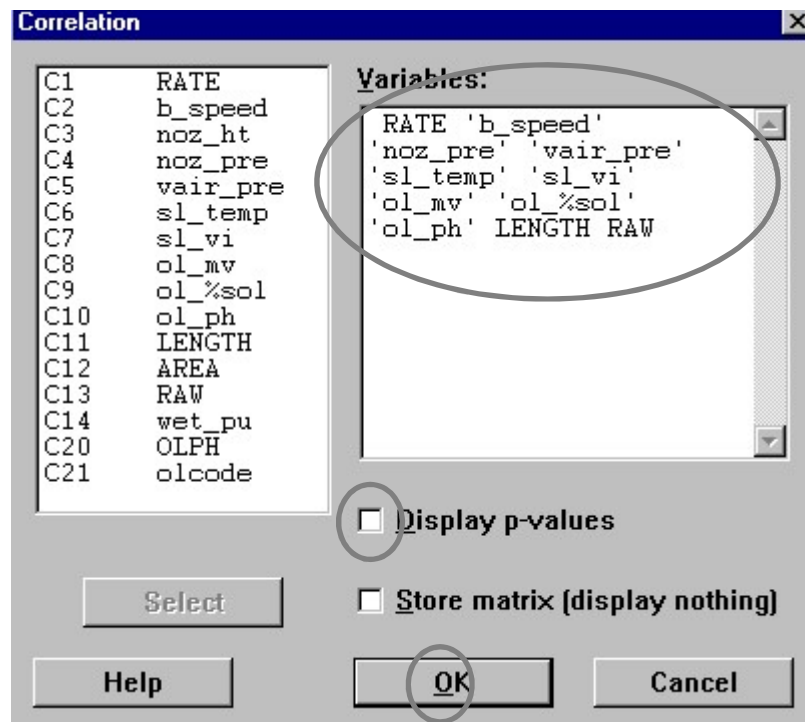 Correlation
C1 RATE
C2 b_speed
C3 noz_ht
C4 noz_pre
C5 vair_pre
C6 sl_temp
C7 sl_vi
C8 ol_mv
C9 ol_%sol
C10 ol_ph
C11 LENGTH
C12 AREA
C13 RAW
C14 wet_pu
C20 OLPH
C21 olcode
Variables:
RATE 'b_speed'
'noz_pre' 'vair_pre'
'sl_temp' 'sl_vi'
'ol_mv' 'ol_%sol'
'ol_ph' LENGTH RAW
Display p-values
Select
Store matrix (display nothing)
Help
OK
Cancel